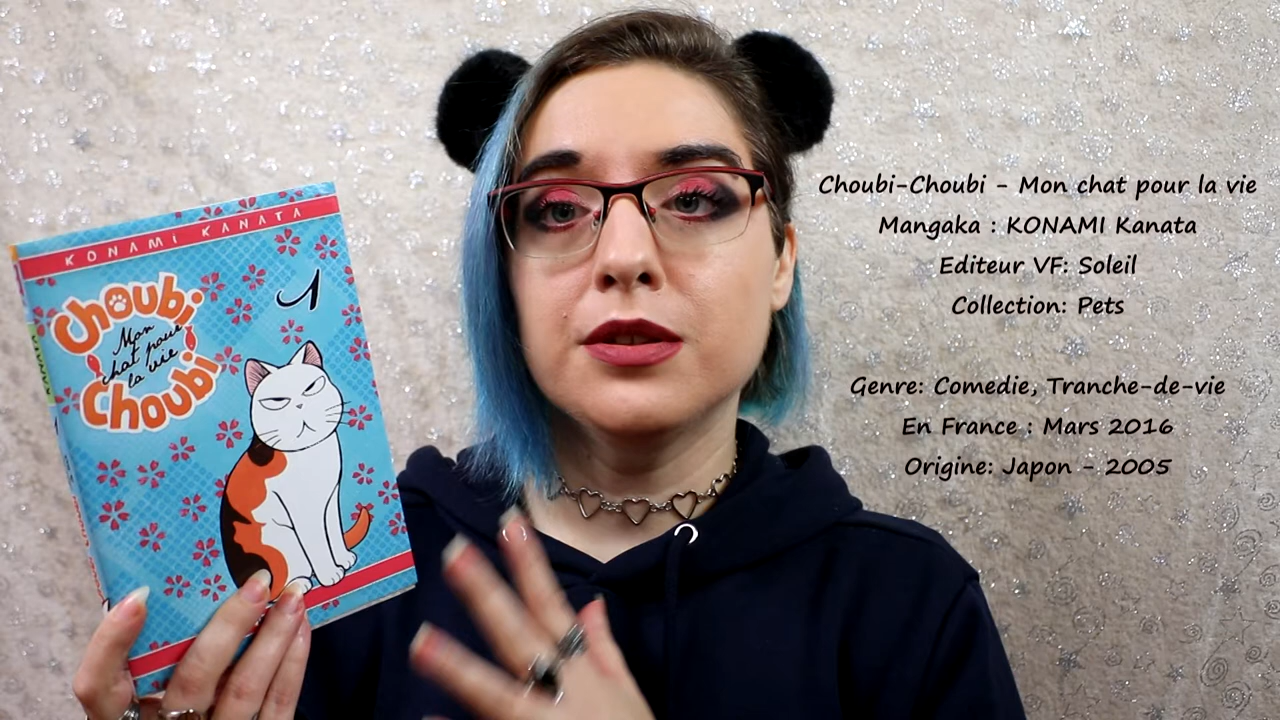 KONAMI KANATA
1
Choubi
Mon
chat pour
la vie
Choubi
KANATA
Choubi-Choubi - Mon chat pour la vie
Mangaka : KONAMI Kanata
Editeur VF: Soleil
Collection: Pets
Genre: Comedie, Tranche-de-vie
En France : Mars 2016
Origine: Japon - 2005